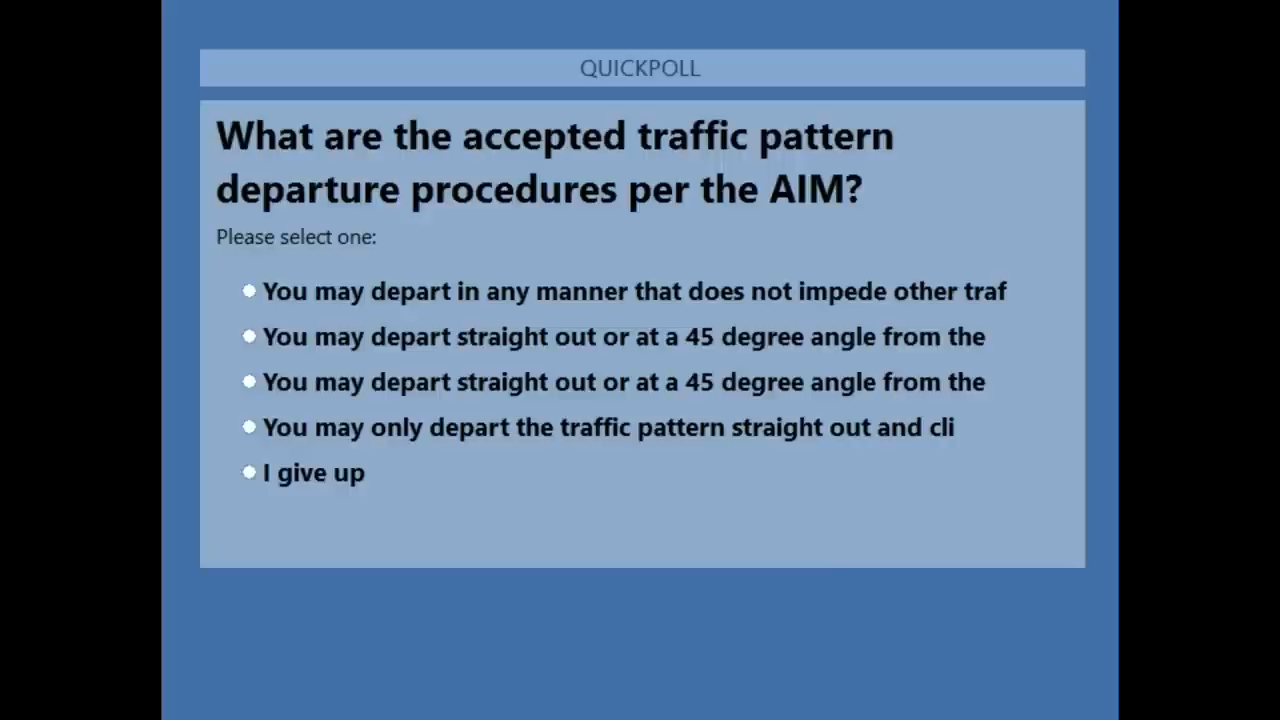 QUICKPOLL
What are the accepted traffic pattern
departure procedures per the AIM?
Please select one:
You may depart in any manner that does not impede other traf
You may depart straight out or at a 45 degree angle from the
You may depart straight out or at a 45 degree angle from the
You may only depart the traffic pattern straight out and cli
I give up